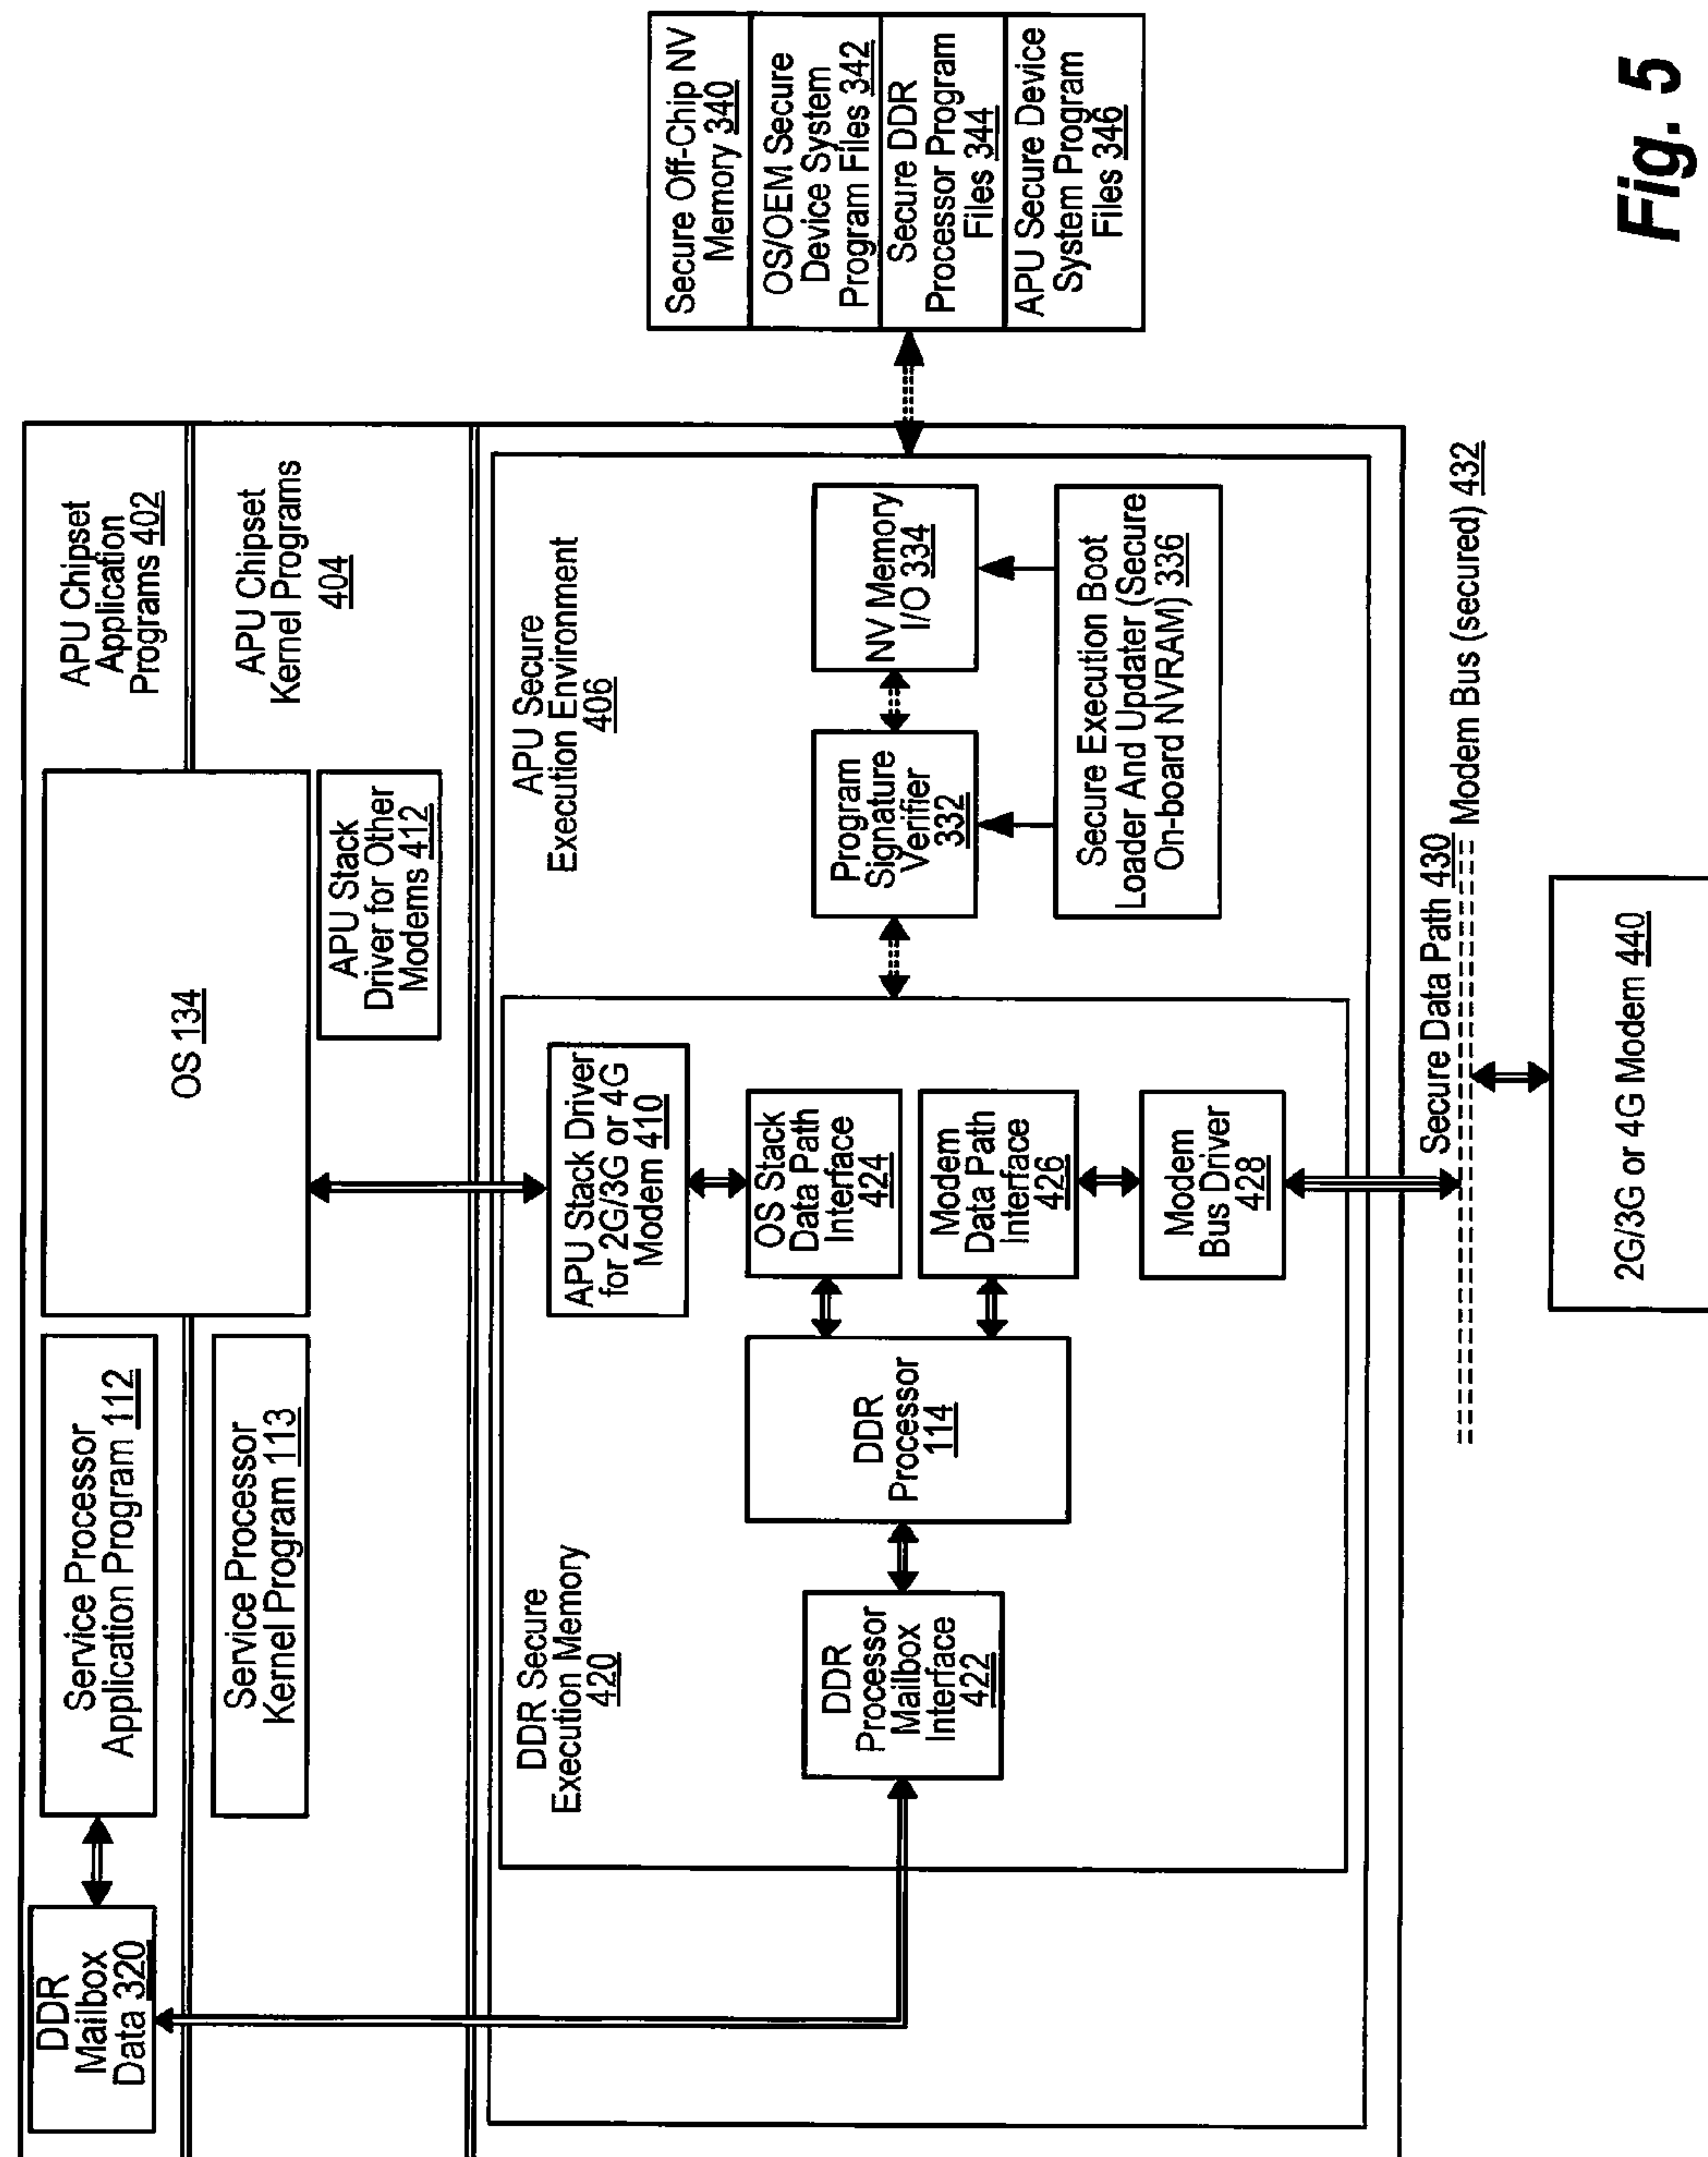 DDR
Mailbox
Data 320
Service Processor
Application Program 112
Service Processor
Kernel Program 113
OS 134
APU Stack
Driver for Other
Modems 412
APU Chipset
Application
Programs 402
APU Chipset
Kernel Programs
404
DDR Secure
Execution Memory
420
DDR
Processor
Mailbox
Interface
422
DDR
Processor
114
APU Stack Driver
for 2G/3G or 4G
Modem 410
OS Stack
Data Path
Interface
424
Modem
Data Path
Interface
426
Modem
Bus Driver
428
APU Secure
Execution Environment
406
Program
Signature
Verifier
332
NV Memory
I/O 334
Secure Execution Boot
Loader And Updater (Secure
On-board NVRAM) 336
Secure Off-Chip NV
Memory 340
OS/OEM Secure
Device System
Program Files 342
Secure DDR
Processor Program
Files 344
APU Secure Device
System Program
Files 346
Secure Data Path 430
Modem Bus (secured) 432
2G/3G or 4G Modem 440
Fig. 5